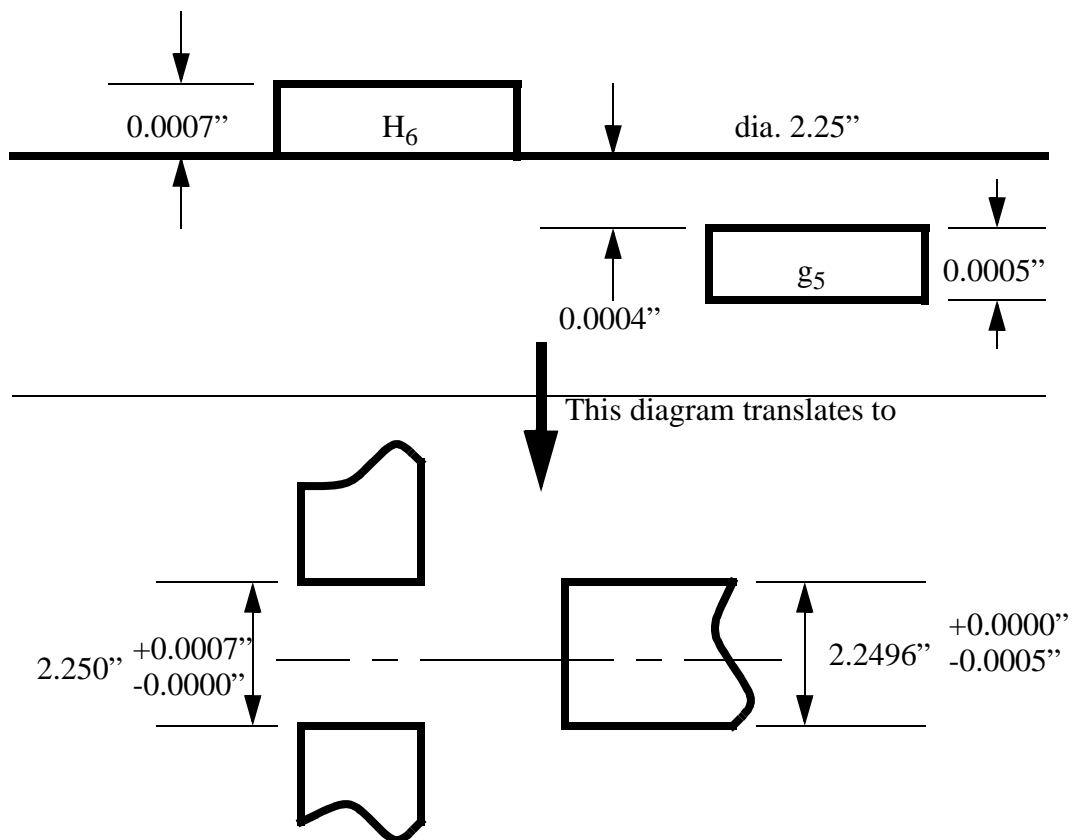 0.0007”
H6
dia. 2.25”
g5
0.0005”
0.0004”
This diagram translates to
2.250” +0.0007”
-0.0000”
2.2496” +0.0000”
-0.0005”